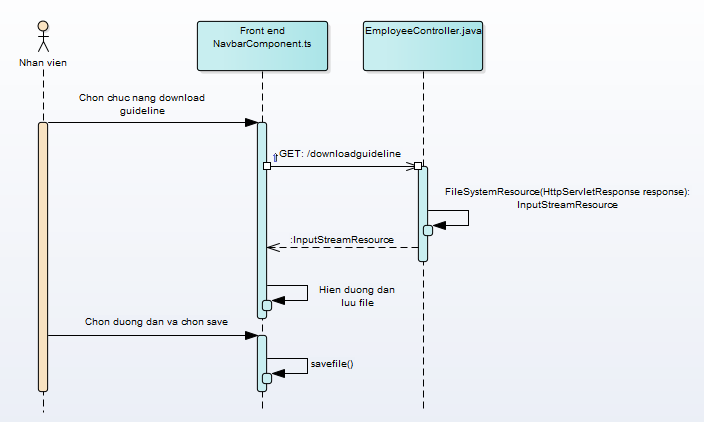 Front end
NavbarComponent.ts
EmployeeController.java
Nhan vien
Chon chuc nang download
guideline
GET: /downloadguideline
FileSystemResource(HttpServletResponse response):
InputStreamResource
:InputStreamResource
Hien duong dan
luu file
Chon duong dan va chon save
savefile()